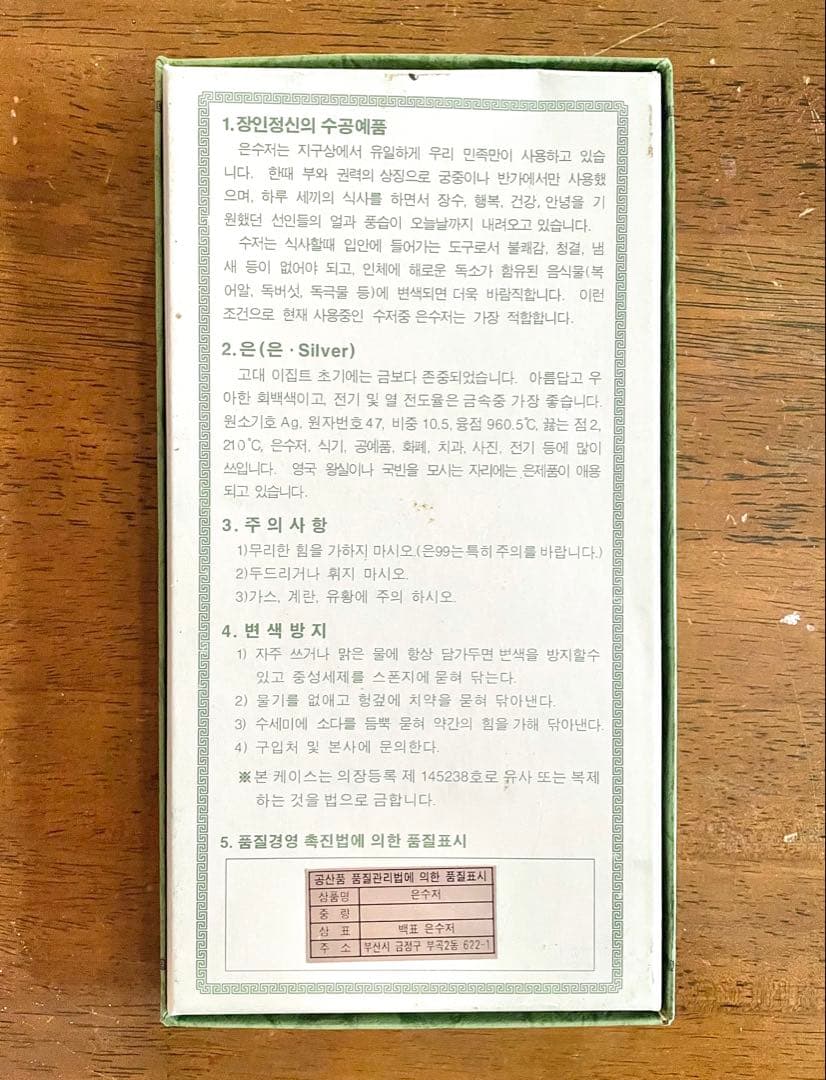 1.장인정신의 수공예품
은수저는 지구상에서 유일하게 우리 민족만이 사용하고 있습
니다. 한때 부와 권력의 상징으로 궁중이나 반가에서만 사용했
으며, 하루 세끼의 식사를 하면서 장수, 행복, 건강, 안녕을 기
원했던 선인들의 얼과 풍습이 오늘날까지 내려오고 있습니다.
수저는 식사할때 입안에 들어가는 도구로서 불쾌감, 청결, 냄
새 등이 없어야 되고, 인체에 해로운 독소가 함유된 음식물(복
어알, 독버섯, 독극물 등)에 변색되면 더욱 바람직합니다. 이런
조건으로 현재 사용중인 수저중 은수저는 가장 적합합니다.
2.은(은·Silver)
고대 이집트 초기에는 금보다 존중되었습니다. 아름답고 우
아한 회백색이고, 전기 및 열 전도율은 금속중 가장 좋습니다.
원소기호 Ag, 원자번호 47, 비중 10.5, 융점 960.5℃, 끓는 점2,
210℃, 은수저, 식기, 공예품, 화폐, 치과, 사진, 전기 등에 많이
쓰입니다. 영국 왕실이나 국빈을 모시는 자리에는 은제품이 애용
되고 있습니다.
3.주의사항
1)무리한 힘을 가하지 마시오.(은99는 특히 주의를 바랍니다.)
2)두드리거나 휘지 마시오.
3)가스, 계란, 유황에 주의 하시오.
4.변색방지
1) 자주 쓰거나 맑은 물에 항상 담가두면 변색을 방지할수
있고 중성세제를 스폰지에 묻혀 닦는다.
2) 물기를 없애고 헝겊에 치약을 묻혀 닦아낸다.
3) 수세미에 소다를 듬뿍 묻혀 약간의 힘을 가해 닦아낸다.
4) 구입처 및 본사에 문의한다.
※본 케이스는 의장등록 제 145238호로 유사 또는 복제
하는 것을 법으로 금합니다.
5. 품질경영 촉진법에 의한 품질표시
공산품 품질관리법에 의한 품질표시
상품명 은수저
중 량
상 표 백표 은수저
주 소 부산시 금정구 부곡2동 622-1